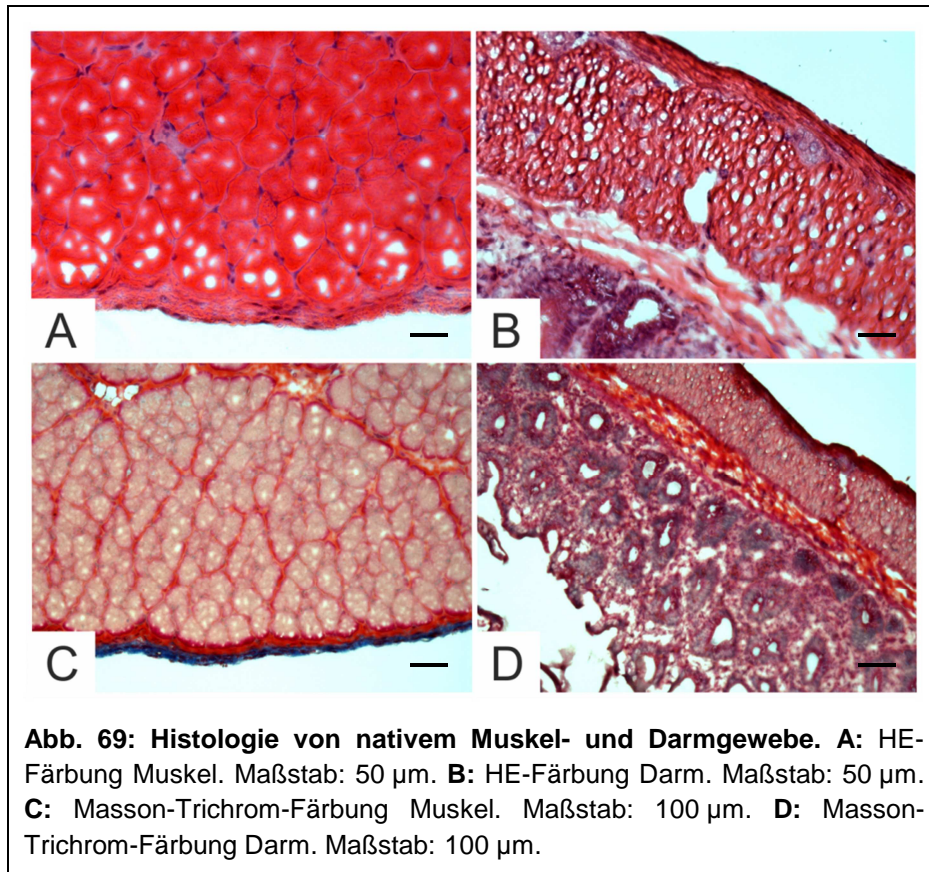 A
B
C
D
Abb. 69: Histologie von nativem Muskel- und Darmgewebe. A: HE-
Färbung Muskel. Maßstab: 50 µm. B: HE-Färbung Darm. Maßstab: 50 µm.
C: Masson-Trichrom-Färbung Muskel. Maßstab: 100 µm. D: Masson-
Trichrom-Färbung Darm. Maßstab: 100 µm.